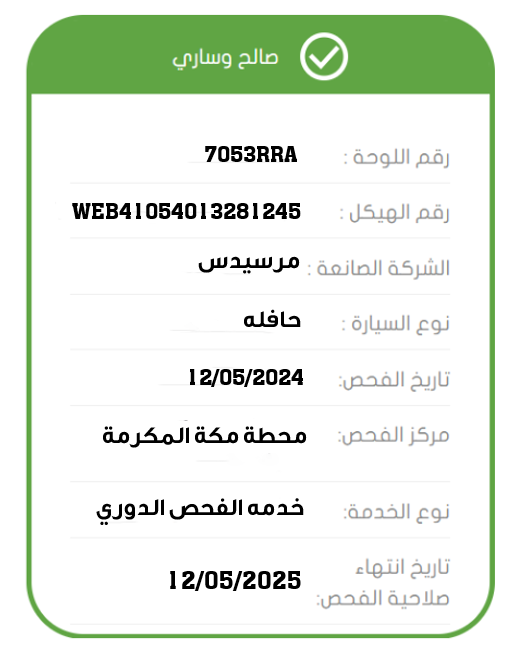 صالح وساري
رقم اللوحة : 7053RRA
رقم الهيكل : WEB41054013281245
الشركة الصانعة : مرسيدس
نوع السيارة : حافله
تاريخ الفحص: 12/05/2024
مركز الفحص: محطة مكة المكرمة
نوع الخدمة: خدمه الفحص الدوري
تاريخ انتهاء
صلاحية الفحص: 12/05/2025